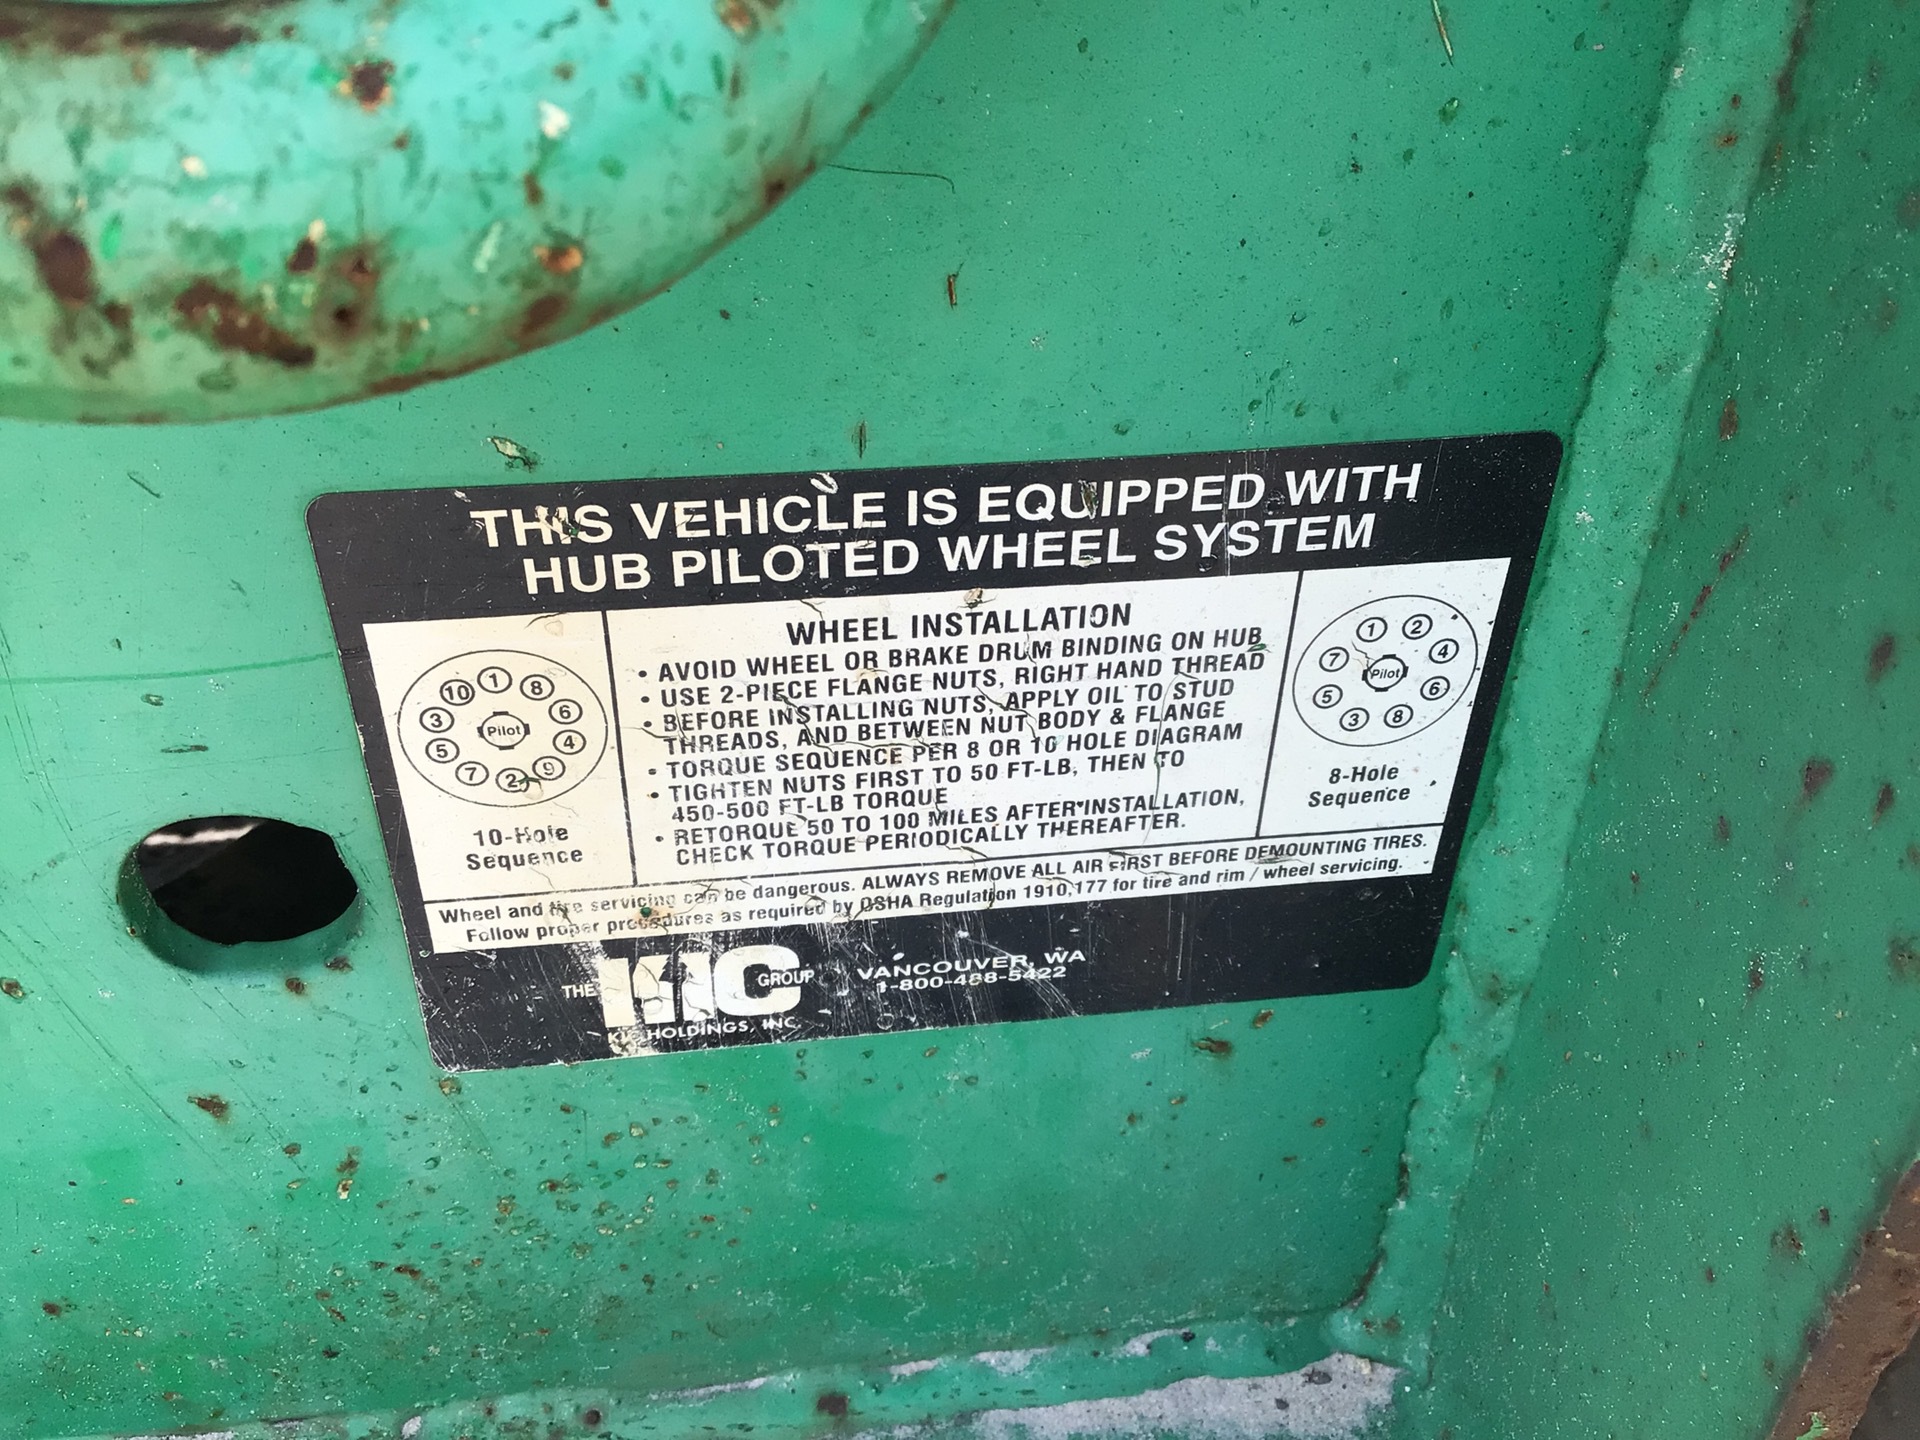 THIS VEHICLE IS EQUIPPED WITH
HUB PILOTED WHEEL SYSTEM
1
8
6
4
9
2
7
5
3
10
Pilot
10-Hole
Sequence
WHEEL INSTALLATION
• AVOID WHEEL OR BRAKE DRUM BINDING ON HUB
• USE 2-PIECE FLANGE NUTS, RIGHT HAND THREAD
• BEFORE INSTALLING NUTS, APPLY OIL TO STUD
THREADS, AND BETWEEN NUT BODY & FLANGE
• TORQUE SEQUENCE PER 8 OR 10 HOLE DIAGRAM
• TIGHTEN NUTS FIRST TO 50 FT-LB, THEN TO
450-500 FT-LB TORQUE
• RETORQUE 50 TO 100 MILES AFTER INSTALLATION,
CHECK TORQUE PERIODICALLY THEREAFTER.
1
2
4
6
8
3
5
7
Pilot
8-Hole
Sequence
Wheel and tire servicing can be dangerous. ALWAYS REMOVE ALL AIR FIRST BEFORE DEMOUNTING TIRES.
Follow proper procedures as required by OSHA Regulation 1910,177 for tire and rim / wheel servicing.
THE KIC GROUP
KIC HOLDINGS, INC.
VANCOUVER, WA
1-800-488-5422